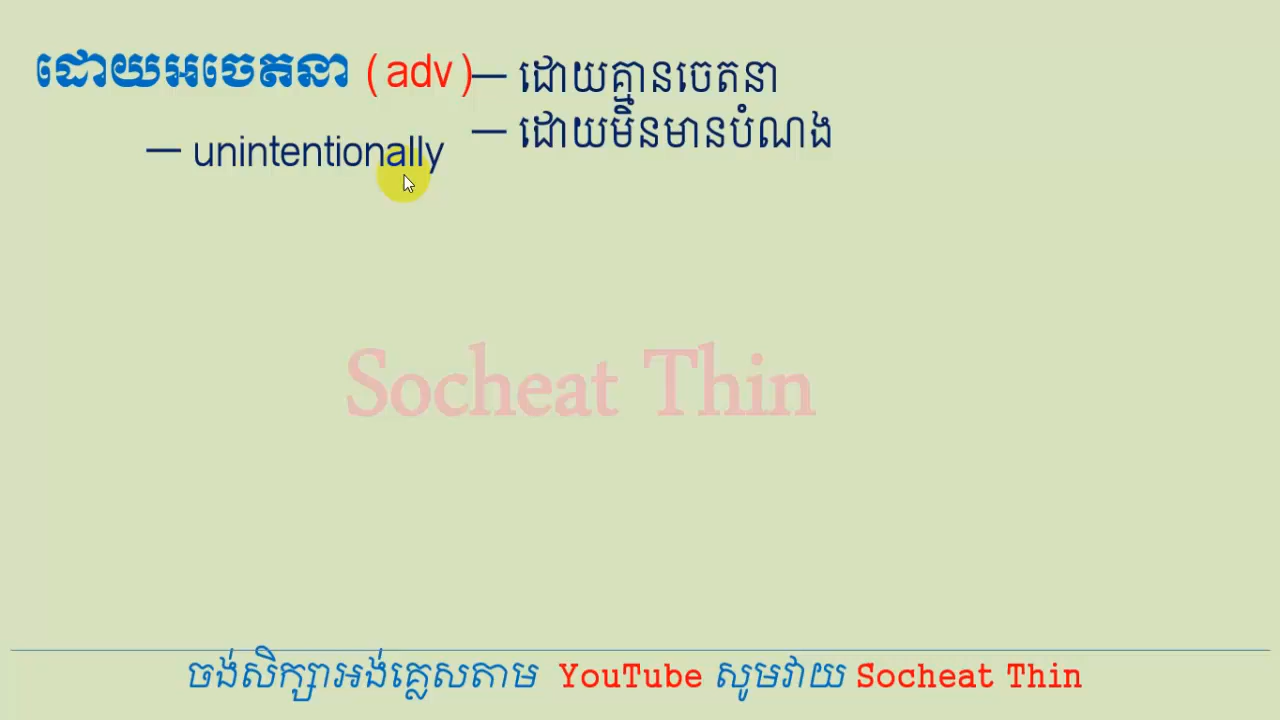 ដោយអចេតនា (adv) — ដោយគ្មានចេតនា
— ដោយមិនមានបំណង
— unintentionally
Socheat Thin
ចង់សិក្សាអង់គ្លេសតាម YouTube សូមវាយ Socheat Thin